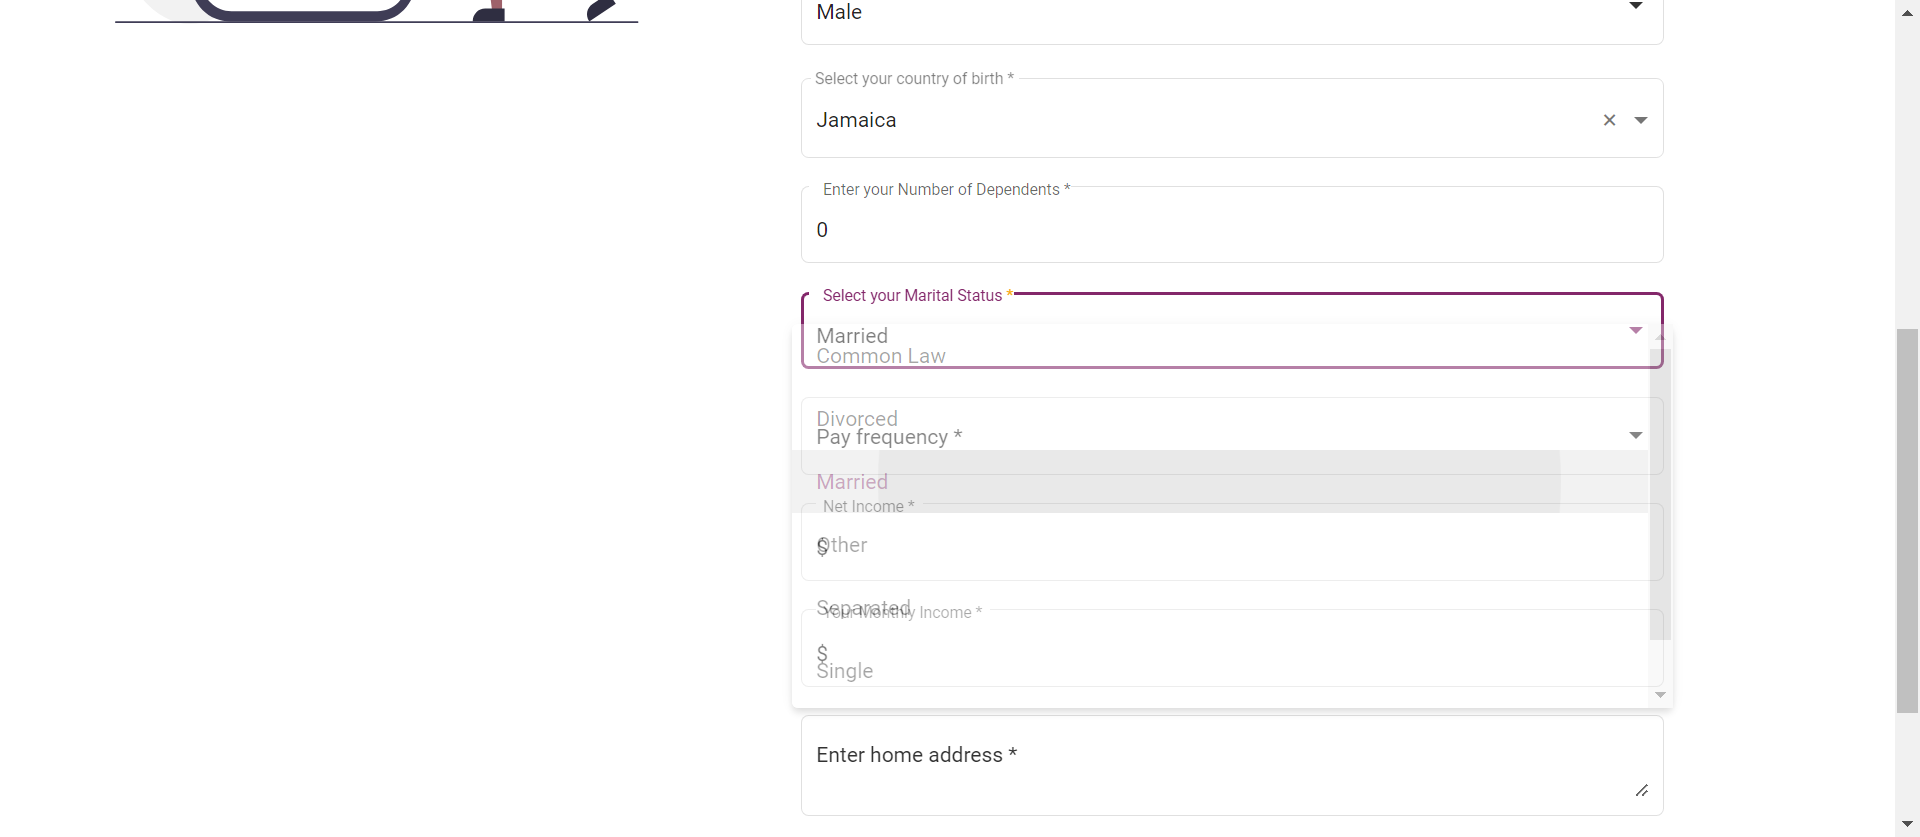 Male
Select your country of birth *
Jamaica
Enter your Number of Dependents *
0
Select your Marital Status *
Married
Common Law
Divorced
Pay frequency *
Married
Net Income *
$
Other
Separated
Your Monthly Income *
$
Single
Enter home address *